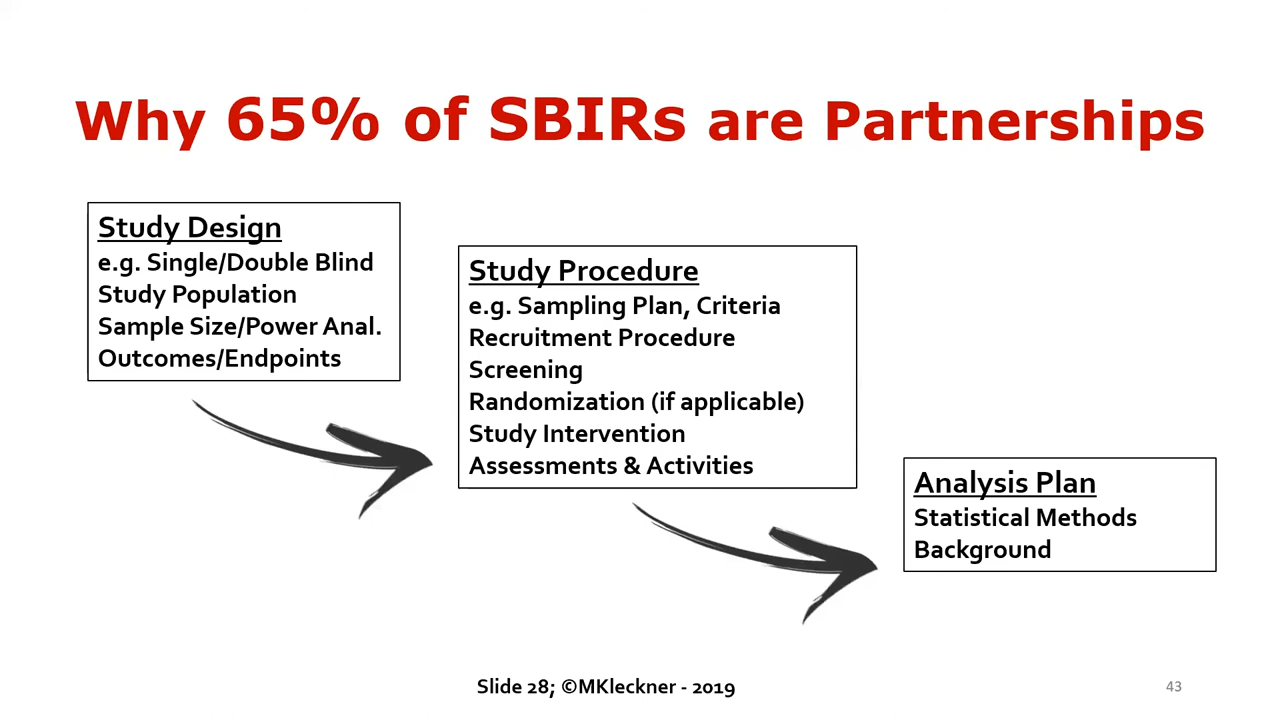 Why 65% of SBIRs are Partnerships
Study Design
e.g. Single/Double Blind
Study Population
Sample Size/Power Anal.
Outcomes/Endpoints
Study Procedure
e.g. Sampling Plan, Criteria
Recruitment Procedure
Screening
Randomization (if applicable)
Study Intervention
Assessments & Activities
Analysis Plan
Statistical Methods
Background
Slide 28; ©MKleckner - 2019
43